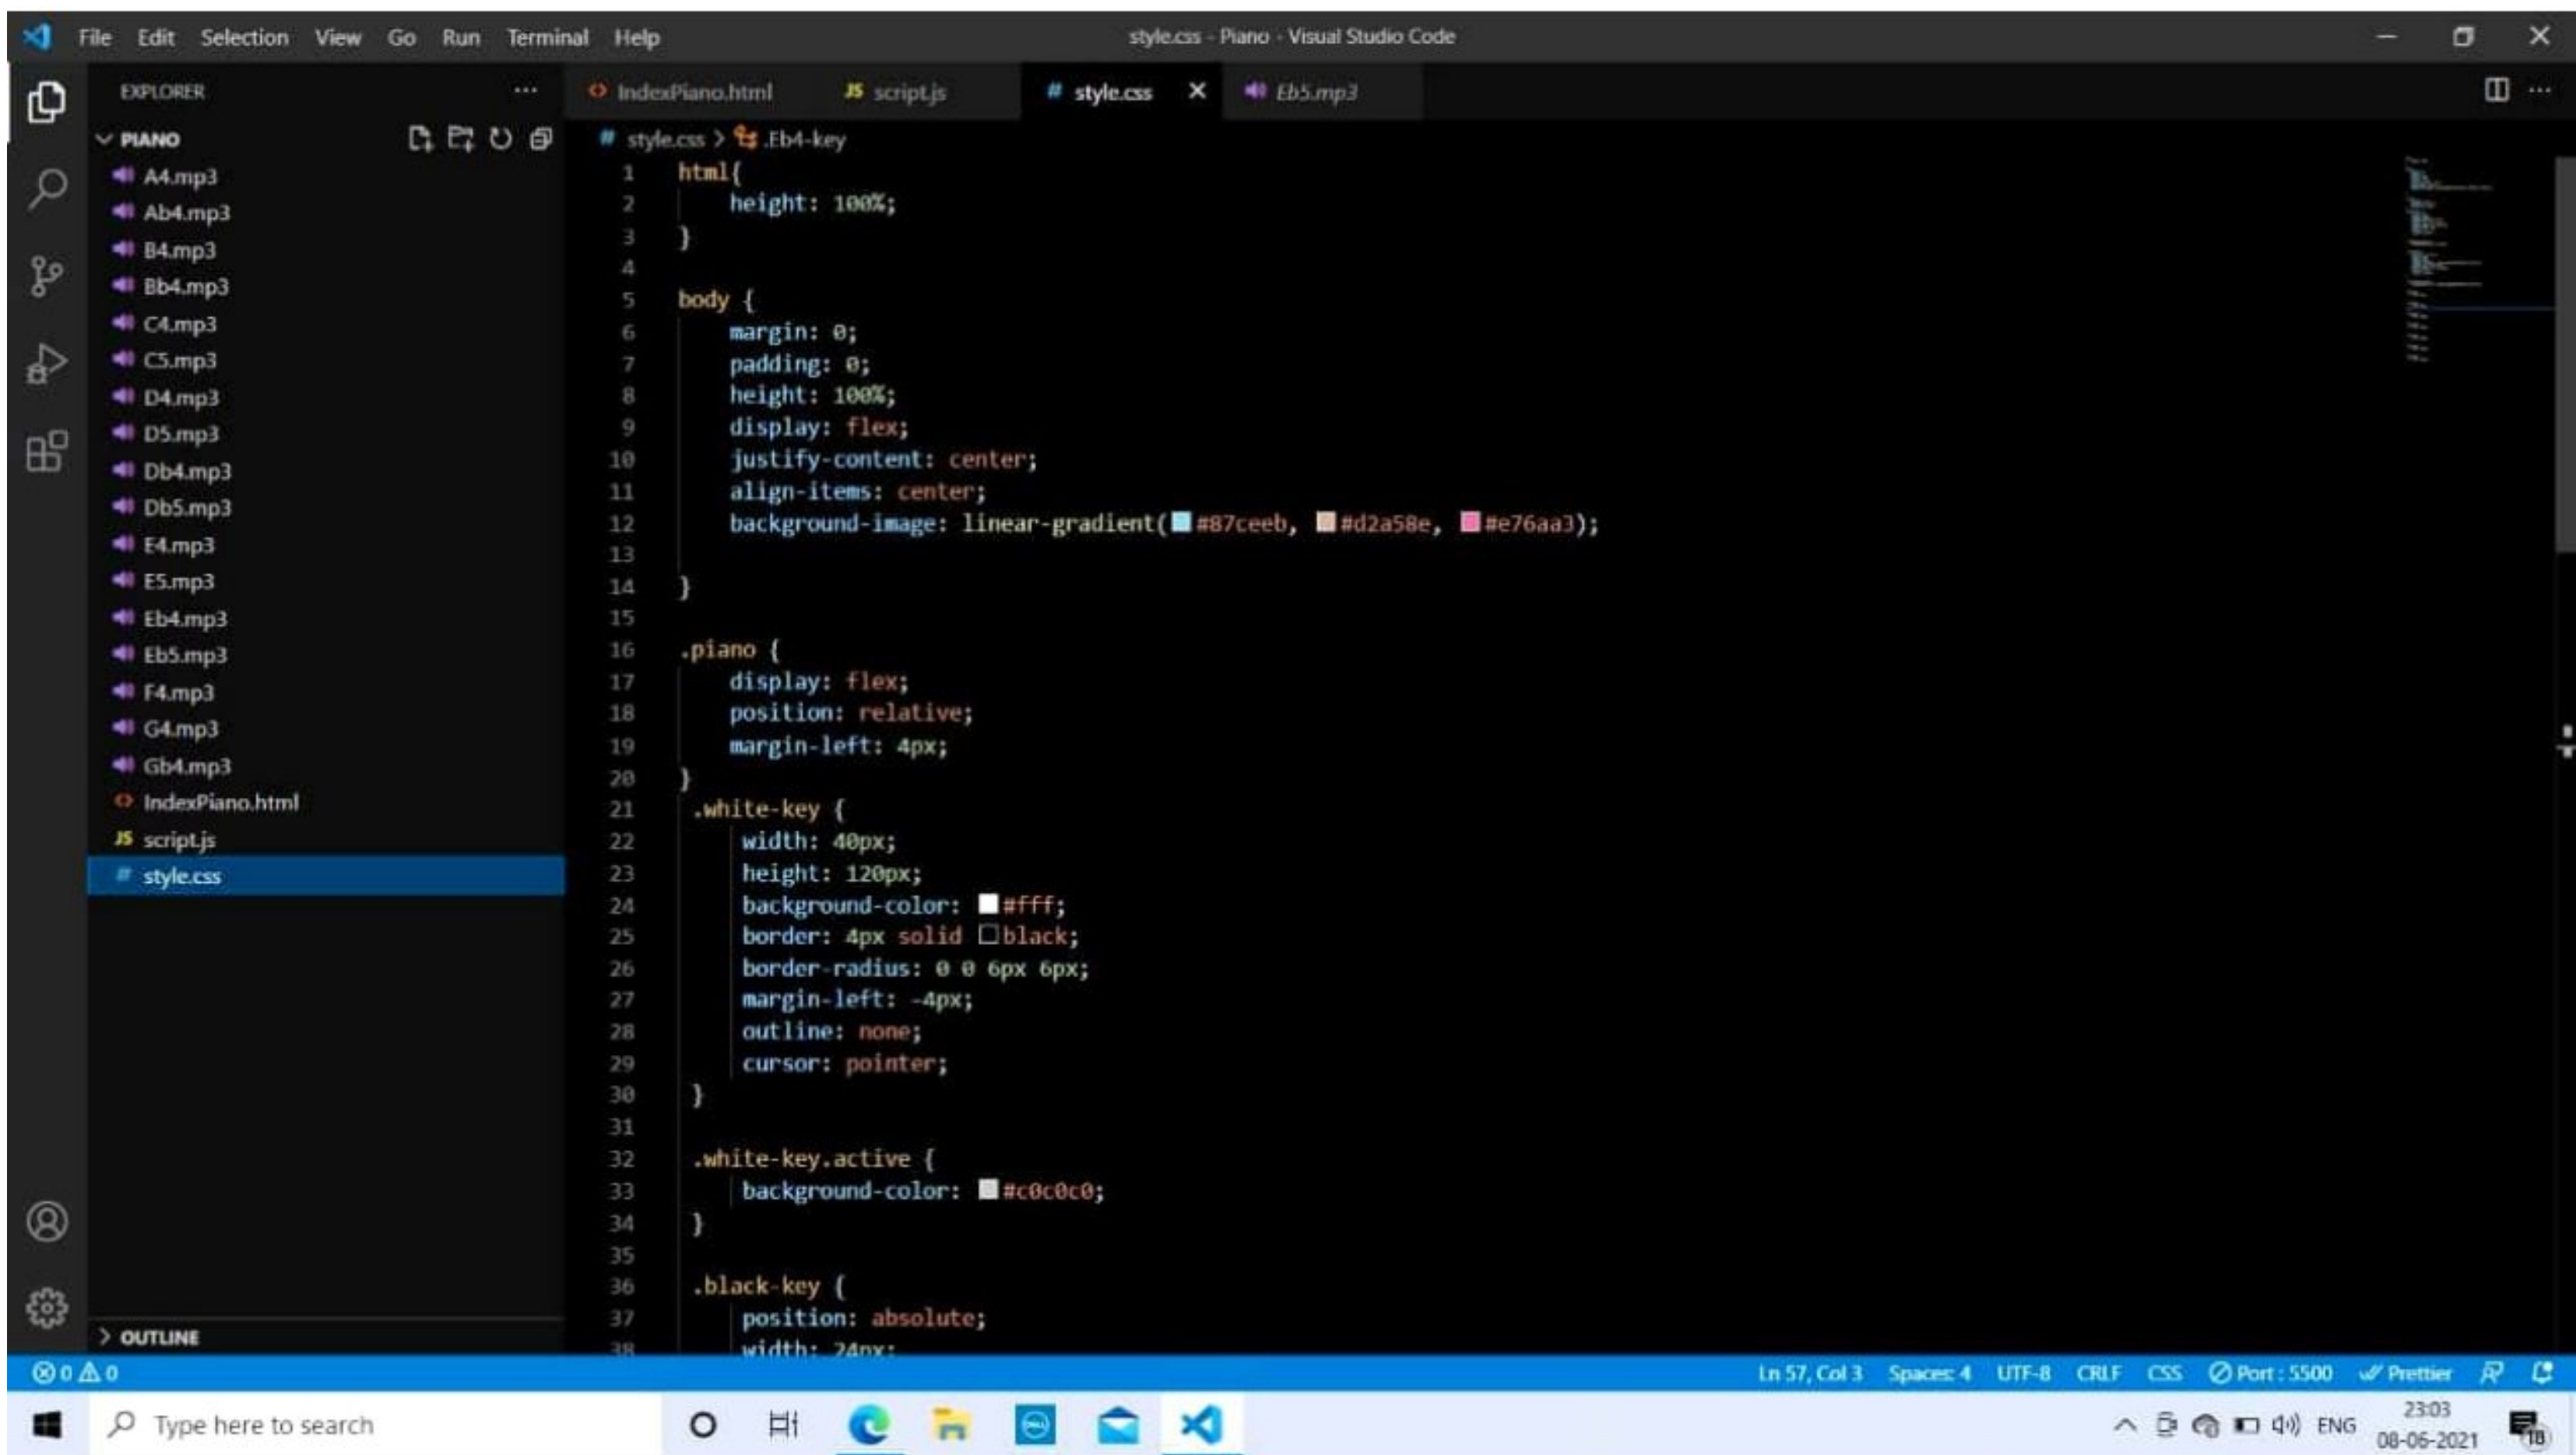 File Edit Selection View Go Run Terminal Help
style.css - Piano - Visual Studio Code
EXPLORER
PIANO
A4.mp3
Ab4.mp3
B4.mp3
Bb4.mp3
C4.mp3
C5.mp3
D4.mp3
D5.mp3
Db4.mp3
Db5.mp3
E4.mp3
E5.mp3
Eb4.mp3
Eb5.mp3
F4.mp3
G4.mp3
Gb4.mp3
<> IndexPiano.html
JS script.js
# style.css
OUTLINE
<> IndexPiano.html JS script.js # style.css × Eb5.mp3
# style.css > .Eb4-key
1 html{
2 height: 100%;
3 }
4
5 body {
6 margin: 0;
7 padding: 0;
8 height: 100%;
9 display: flex;
10 justify-content: center;
11 align-items: center;
12 background-image: linear-gradient(#87ceeb, #d2a58e, #e76aa3);
13
14 }
15
16 .piano {
17 display: flex;
18 position: relative;
19 margin-left: 4px;
20 }
21 .white-key {
22 width: 40px;
23 height: 120px;
24 background-color: #fff;
25 border: 4px solid black;
26 border-radius: 0 0 6px 6px;
27 margin-left: -4px;
28 outline: none;
29 cursor: pointer;
30 }
31
32 .white-key.active {
33 background-color: #c0c0c0;
34 }
35
36 .black-key {
37 position: absolute;
38 width: 24px;
0 0
Ln 57, Col 3 Spaces: 4 UTF-8 CRLF CSS Port : 5500 Prettier
Type here to search
DELL
ENG
23:03
08-06-2021
18